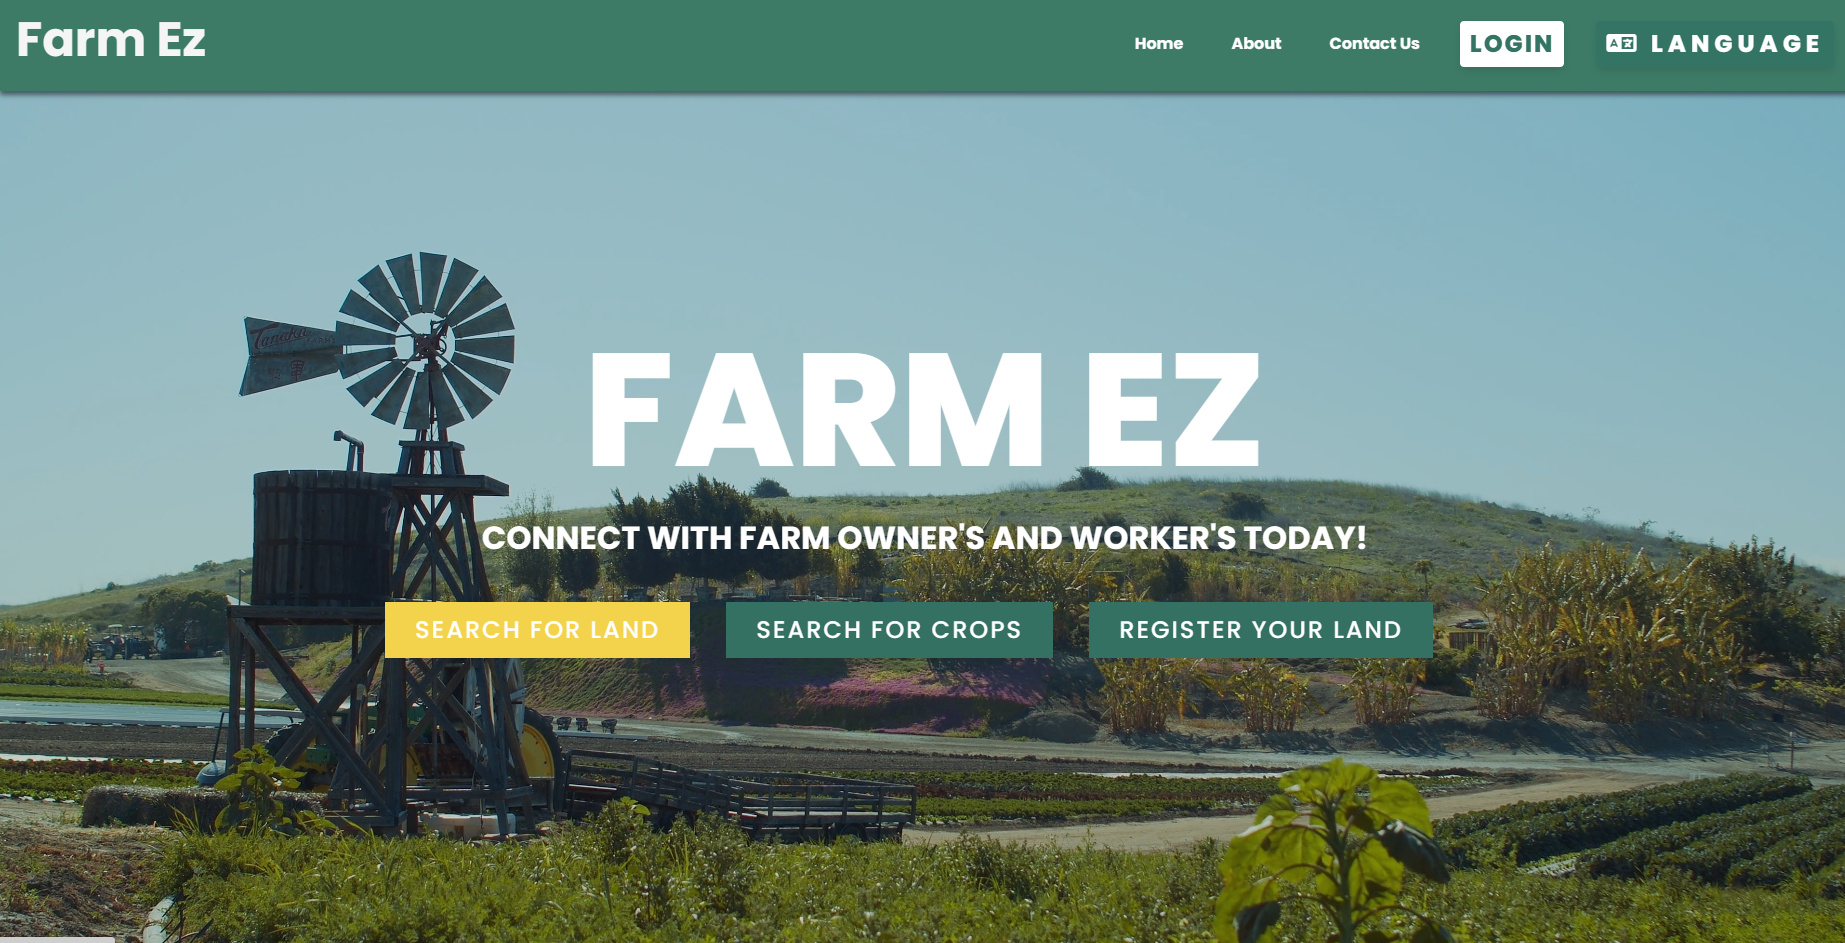 Farm Ez
Home About Contact Us LOGIN LANGUAGE
Tanaka
FARM EZ
CONNECT WITH FARM OWNER'S AND WORKER'S TODAY!
SEARCH FOR LAND SEARCH FOR CROPS REGISTER YOUR LAND